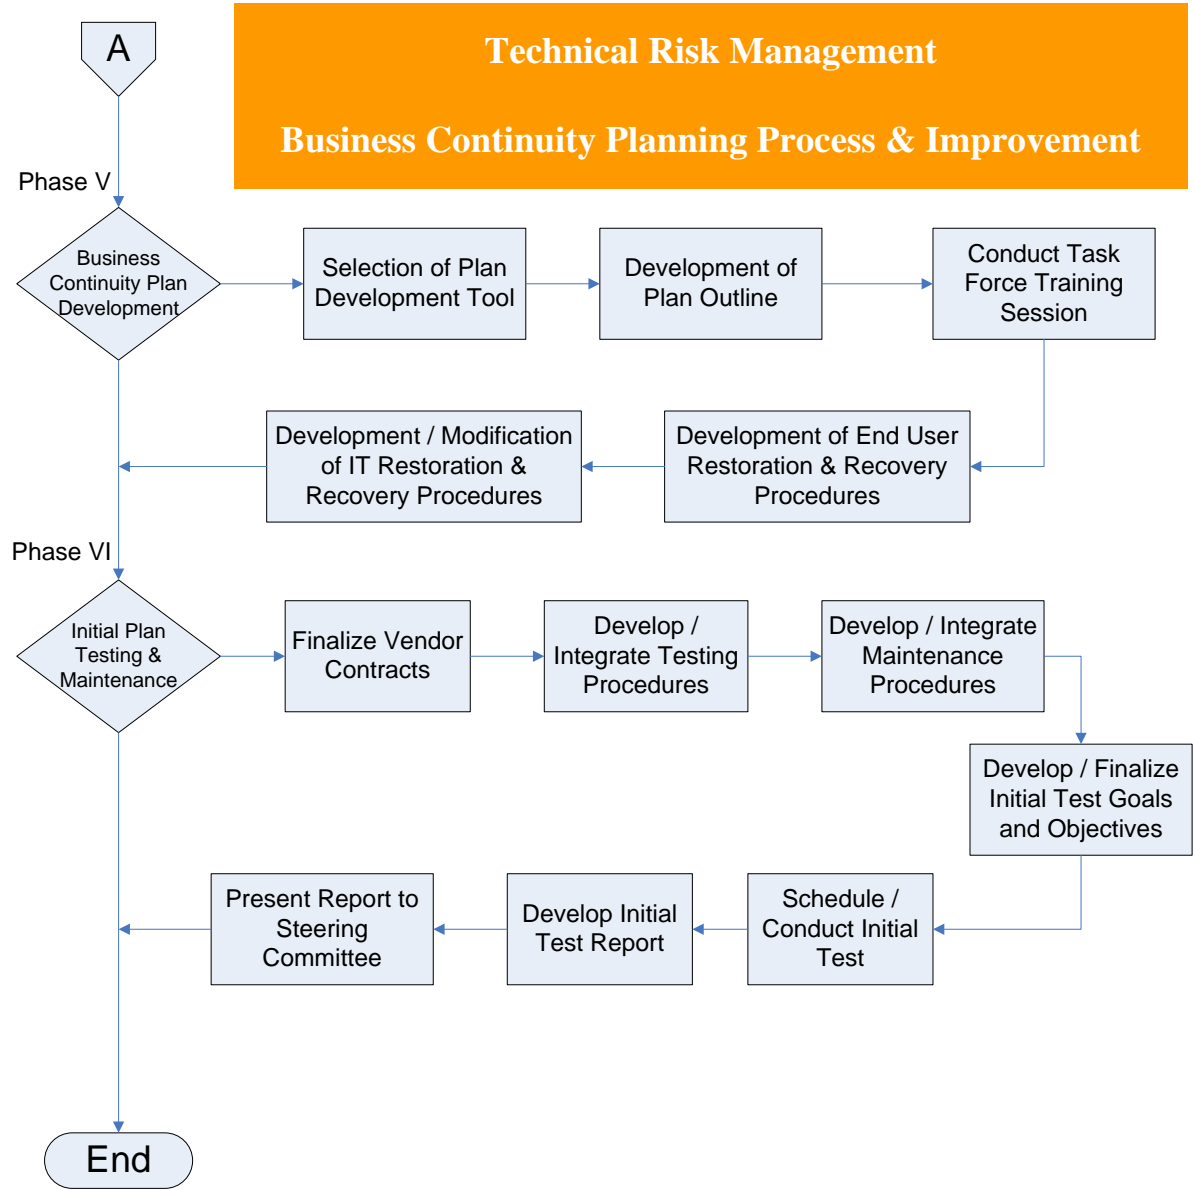 A
Technical Risk Management
Business Continuity Planning Process & Improvement
Phase V
Business
Continuity Plan
Development
Selection of Plan
Development Tool
Development of
Plan Outline
Conduct Task
Force Training
Session
Development / Modification
of IT Restoration &
Recovery Procedures
Development of End User
Restoration & Recovery
Procedures
Phase VI
Initial Plan
Testing &
Maintenance
Finalize Vendor
Contracts
Develop /
Integrate Testing
Procedures
Develop / Integrate
Maintenance
Procedures
Develop / Finalize
Initial Test Goals
and Objectives
Present Report to
Steering
Committee
Develop Initial
Test Report
Schedule /
Conduct Initial
Test
End